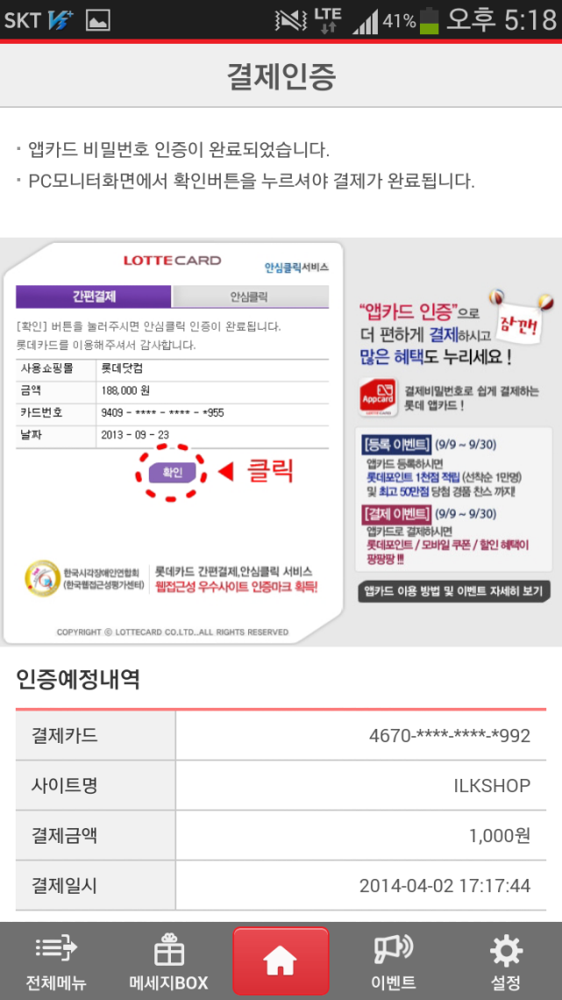 SKT V3+ LTE 41% 오후 5:18
결제인증
· 앱카드 비밀번호 인증이 완료되었습니다.
· PC모니터화면에서 확인버튼을 누르셔야 결제가 완료됩니다.
LOTTECARD 안심클릭서비스
간편결제 안심클릭
[확인] 버튼을 눌러주시면 안심클릭 인증이 완료됩니다.
롯데카드를 이용해주셔서 감사합니다.
사용쇼핑몰 롯데닷컴
금액 188,000 원
카드번호 9409 - **** - **** - *955
날짜 2013 - 09 - 23
확인 ◀ 클릭
한국시각장애인연합회
(한국웹접근성평가센터)
롯데카드 간편결제,안심클릭 서비스
웹접근성 우수사이트 인증마크 획득!
COPYRIGHT ⓒ LOTTECARD CO.LTD.,ALL RIGHTS RESERVED
“앱카드 인증”으로
더 편하게 결제하시고
많은 혜택도 누리세요 !
잠깐!
Appcard
LOTTE CARD
결제비밀번호로 쉽게 결제하는
롯데 앱카드 !
[등록 이벤트] (9/9 ~ 9/30)
앱카드 등록하시면
롯데포인트 1천점 적립 (선착순 1만명)
및 최고 50만점 당첨 경품 찬스 까지!
[결제 이벤트] (9/9 ~ 9/30)
앱카드로 결제하시면
롯데포인트 / 모바일 쿠폰 / 할인 혜택이
팡팡팡 !!!
앱카드 이용 방법 및 이벤트 자세히 보기
인증예정내역
결제카드 4670-****-****-*992
사이트명 ILKSHOP
결제금액 1,000원
결제일시 2014-04-02 17:17:44
전체메뉴 메세지BOX 이벤트 설정